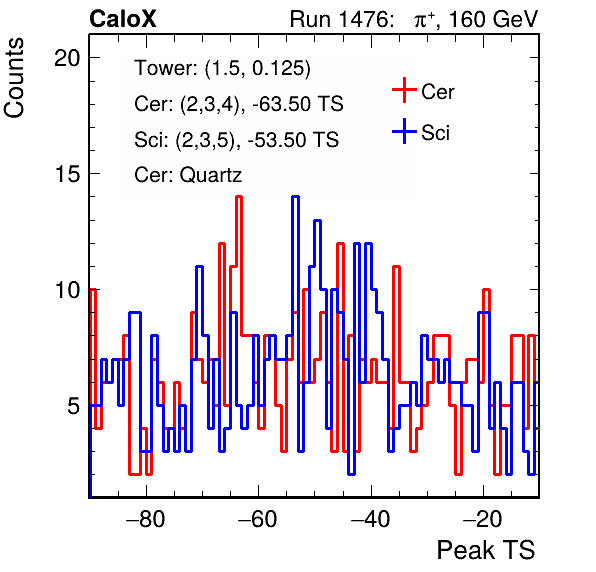 CaloX Run 1476: π⁺, 160 GeV
Counts
Tower: (1.5, 0.125)
Cer: (2,3,4), -63.50 TS
Sci: (2,3,5), -53.50 TS
Cer: Quartz
Cer
Sci
20
15
10
5
−80 −60 −40 −20
Peak TS